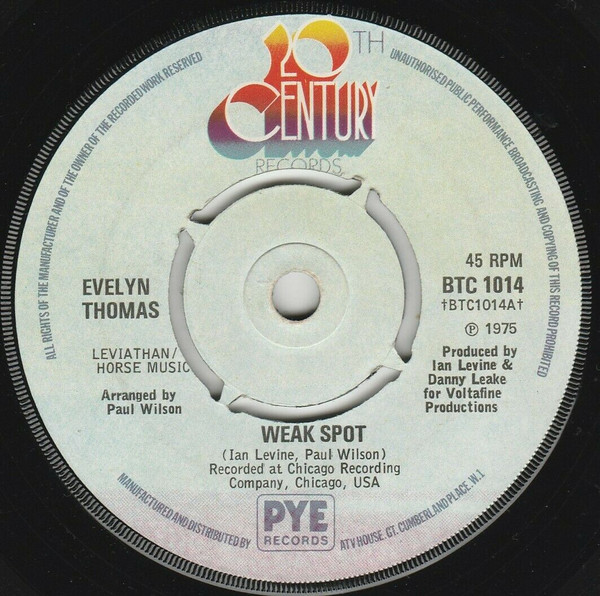 20TH
CENTURY
RECORDS
ALL RIGHTS OF THE MANUFACTURER AND OF THE OWNER OF THE RECORDED WORK RESERVED
UNAUTHORISED PUBLIC PERFORMANCE BROADCASTING AND COPYING OF THIS RECORD PROHIBITED
EVELYN
THOMAS
LEVIATHAN/
HORSE MUSIC
Arranged by
Paul Wilson
45 RPM
BTC 1014
†BTC1014A†
℗ 1975
Produced by
Ian Levine &
Danny Leake
for Voltafine
Productions
WEAK SPOT
(Ian Levine, Paul Wilson)
Recorded at Chicago Recording
Company, Chicago, USA
MANUFACTURED AND DISTRIBUTED BY
PYE
RECORDS
ATV HOUSE, GT. CUMBERLAND PLACE, W.1